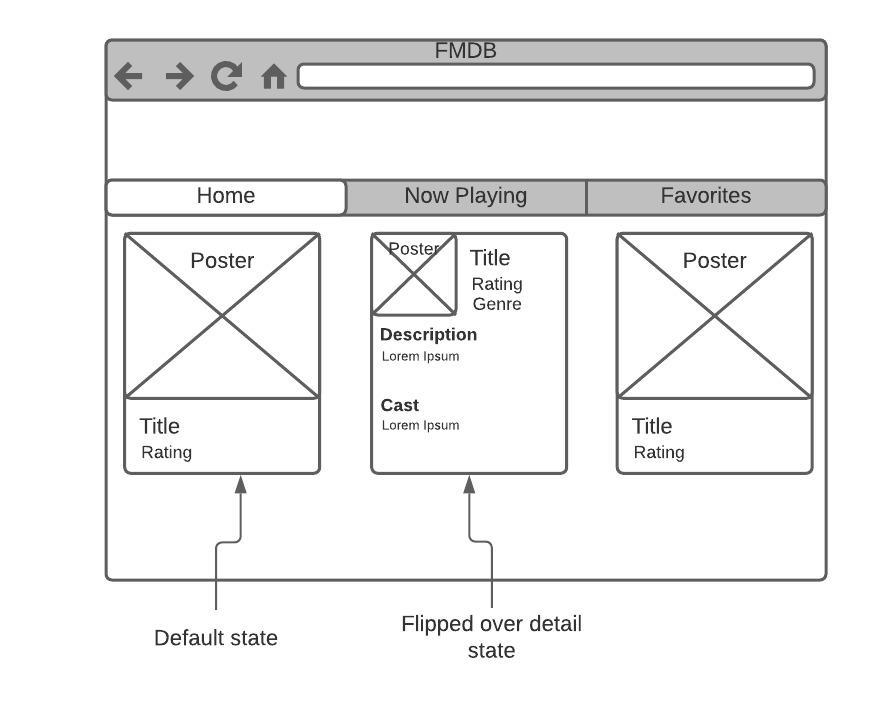 FMDB
Home
Now Playing
Favorites
Poster
Title
Rating
Poster
Title
Rating
Genre
Description
Lorem Ipsum
Cast
Lorem Ipsum
Poster
Title
Rating
Default state
Flipped over detail
state